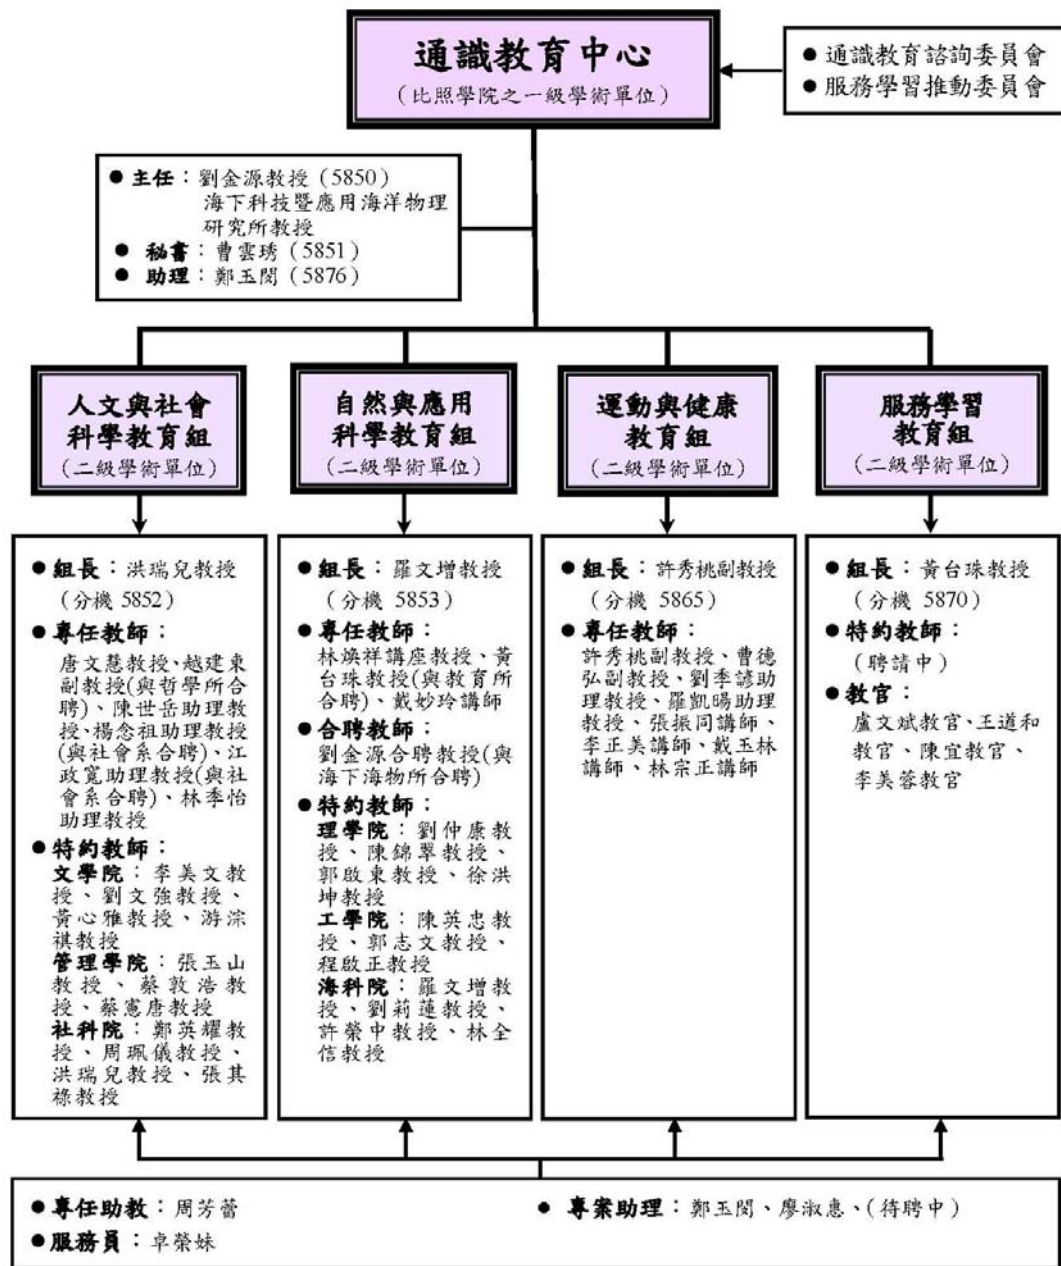 通識教育中心
（比照學院之一級學術單位）
● 通識教育諮詢委員會
● 服務學習推動委員會
● 主任：劉金源教授（5850）
海下科技暨應用海洋物理
研究所教授
● 秘書：曹雲琇（5851）
● 助理：鄭玉閔（5876）
人文與社會
科學教育組
（二級學術單位）
自然與應用
科學教育組
（二級學術單位）
運動與健康
教育組
（二級學術單位）
服務學習
教育組
（二級學術單位）
● 組長：洪瑞兒教授
（分機 5852）
● 專任教師：
唐文慧教授、越建東
副教授(與哲學所合
聘)、陳世岳助理教
授、楊念祖助理教授
(與社會系合聘)、江
政寬助理教授(與社
會系合聘)、林季怡
助理教授
● 特約教師：
文學院：李美文教
授、劉文強教授、
黃心雅教授、游淙
祺教授
管理學院：張玉山
教授、蔡敦浩教
授、蔡憲唐教授
社科院：鄭英耀教
授、周珮儀教授、
洪瑞兒教授、張其
祿教授
● 組長：羅文增教授
（分機 5853）
● 專任教師：
林煥祥講座教授、黃
台珠教授(與教育所
合聘)、戴妙玲講師
● 合聘教師：
劉金源合聘教授(與
海下海物所合聘)
● 特約教師：
理學院：劉仲康教
授、陳錦翠教授、
郭啟東教授、徐洪
坤教授
工學院：陳英忠教
授、郭志文教授、
程啟正教授
海科院：羅文增教
授、劉莉蓮教授、
許榮中教授、林全
信教授
● 組長：許秀桃副教授
（分機 5865）
● 專任教師：
許秀桃副教授、曹德
弘副教授、劉季諺助
理教授、羅凱暘助理
教授、張振同講師、
李正美講師、戴玉林
講師、林宗正講師
● 組長：黃台珠教授
（分機 5870）
● 特約教師：
（聘請中）
● 教官：
盧文斌教官、王道和
教官、陳宜教官、
李美蓉教官
● 專任助教：周芳蕾
● 服務員：卓榮妹
● 專案助理：鄭玉閔、廖淑惠、(待聘中）